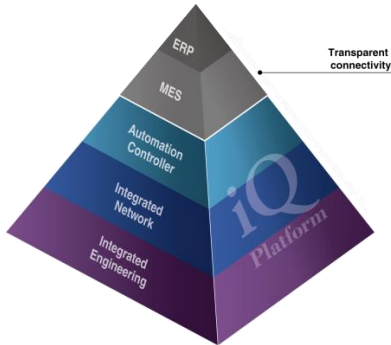 ERP
Transparent
connectivity
MES
Automation
Controller
Integrated
Network
iQ
Platform
Integrated
Engineering